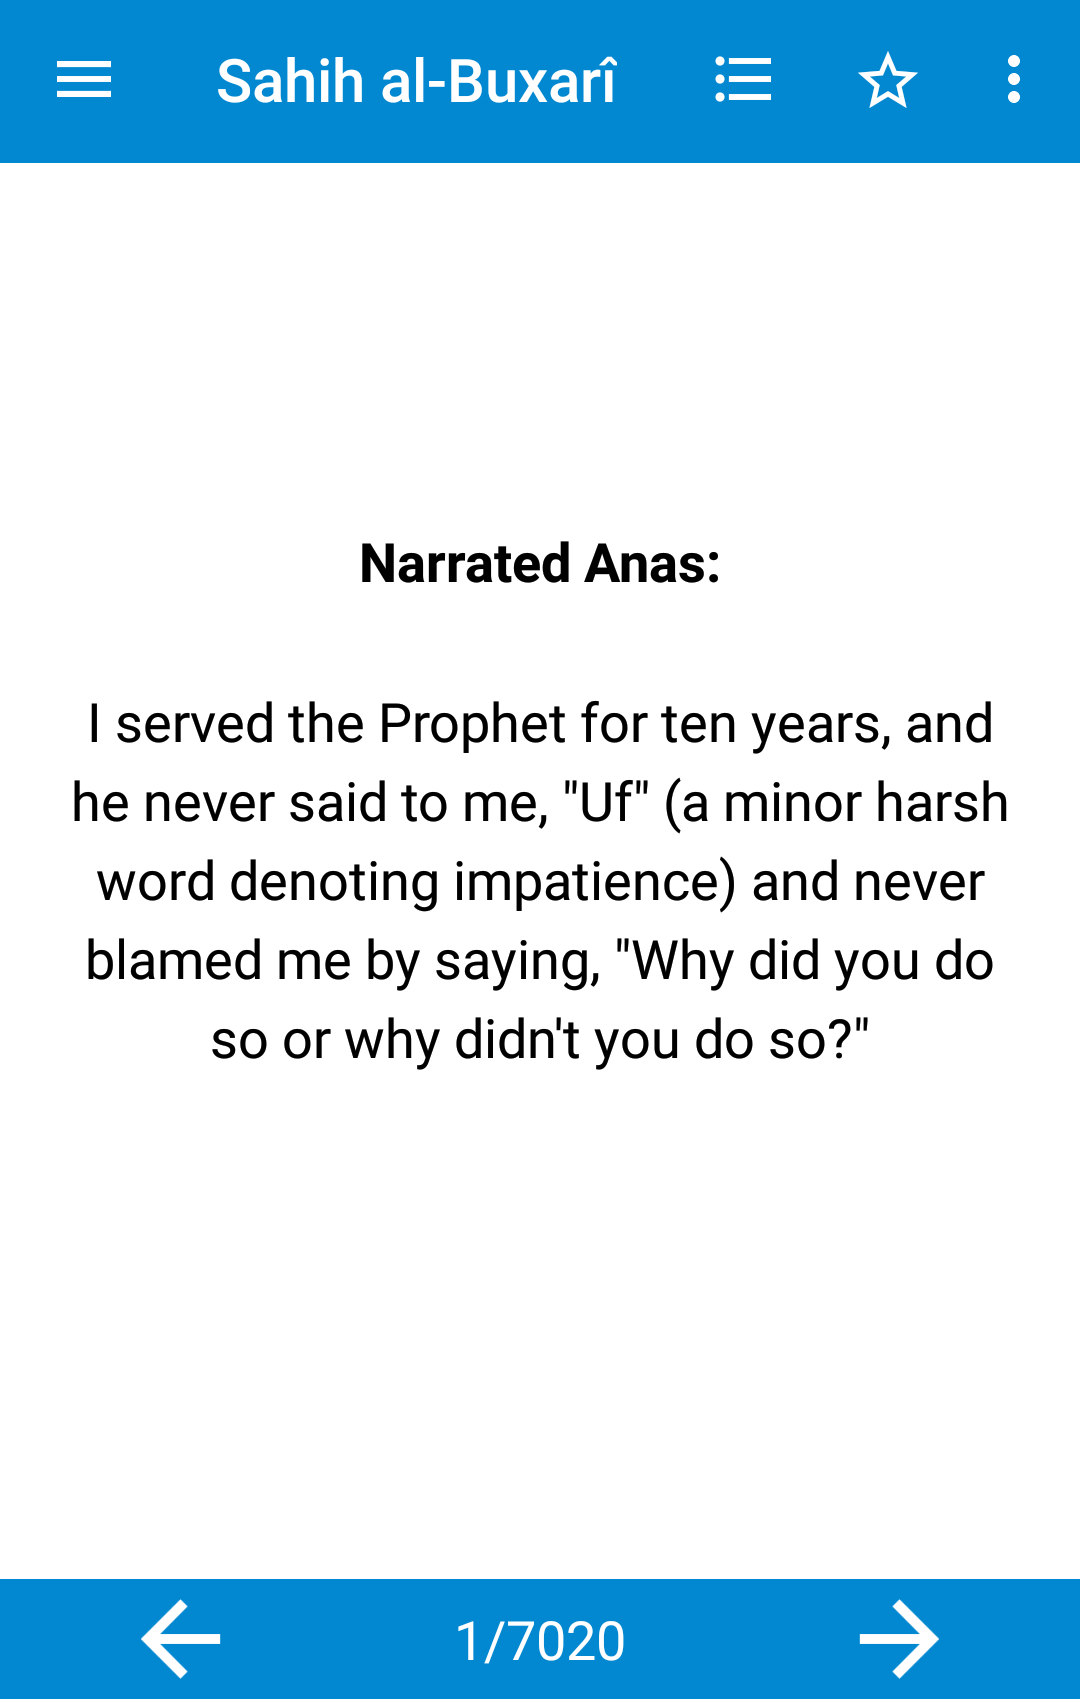 Sahih al-Buxarî
Narrated Anas:
I served the Prophet for ten years, and
he never said to me, "Uf" (a minor harsh
word denoting impatience) and never
blamed me by saying, "Why did you do
so or why didn't you do so?"
1/7020